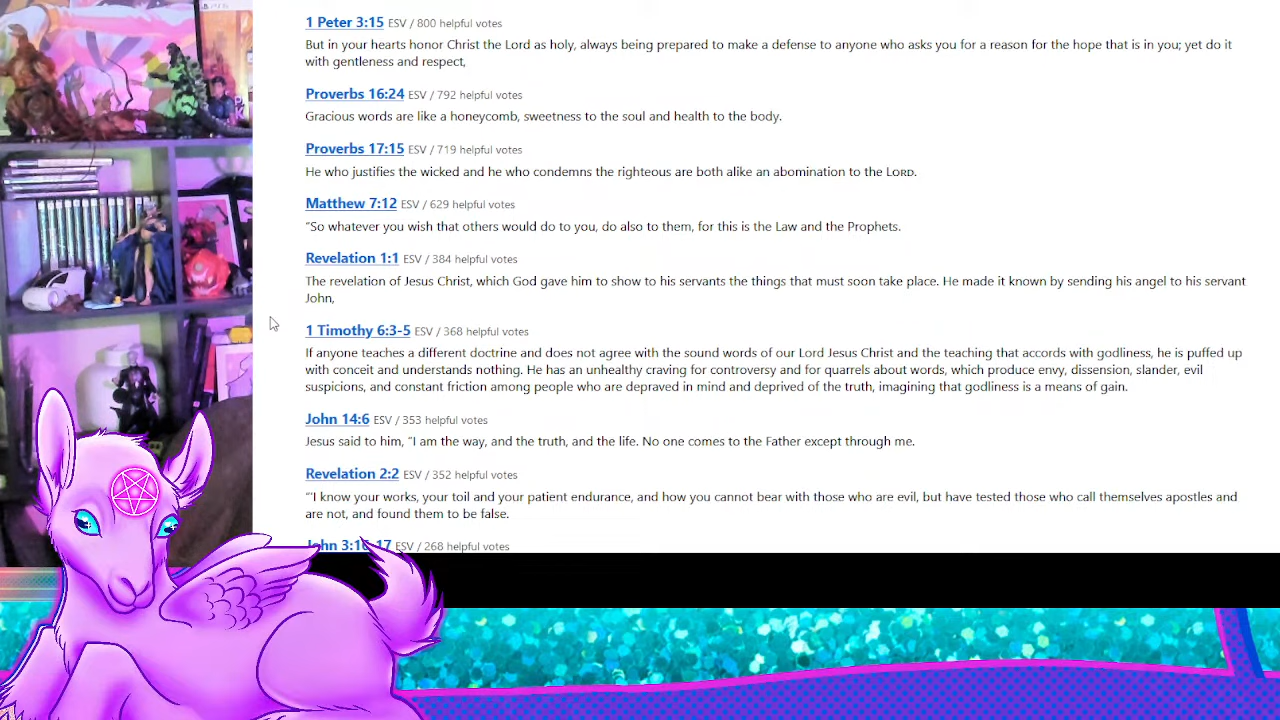 1 Peter 3:15 ESV / 800 helpful votes
But in your hearts honor Christ the Lord as holy, always being prepared to make a defense to anyone who asks you for a reason for the hope that is in you; yet do it
with gentleness and respect,
Proverbs 16:24 ESV / 792 helpful votes
Gracious words are like a honeycomb, sweetness to the soul and health to the body.
Proverbs 17:15 ESV / 719 helpful votes
He who justifies the wicked and he who condemns the righteous are both alike an abomination to the LORD.
Matthew 7:12 ESV / 629 helpful votes
“So whatever you wish that others would do to you, do also to them, for this is the Law and the Prophets.
Revelation 1:1 ESV / 384 helpful votes
The revelation of Jesus Christ, which God gave him to show to his servants the things that must soon take place. He made it known by sending his angel to his servant
John,
1 Timothy 6:3-5 ESV / 368 helpful votes
If anyone teaches a different doctrine and does not agree with the sound words of our Lord Jesus Christ and the teaching that accords with godliness, he is puffed up
with conceit and understands nothing. He has an unhealthy craving for controversy and for quarrels about words, which produce envy, dissension, slander, evil
suspicions, and constant friction among people who are depraved in mind and deprived of the truth, imagining that godliness is a means of gain.
John 14:6 ESV / 353 helpful votes
Jesus said to him, “I am the way, and the truth, and the life. No one comes to the Father except through me.
Revelation 2:2 ESV / 352 helpful votes
“‘I know your works, your toil and your patient endurance, and how you cannot bear with those who are evil, but have tested those who call themselves apostles and
are not, and found them to be false.
John 3:16-17 ESV / 268 helpful votes